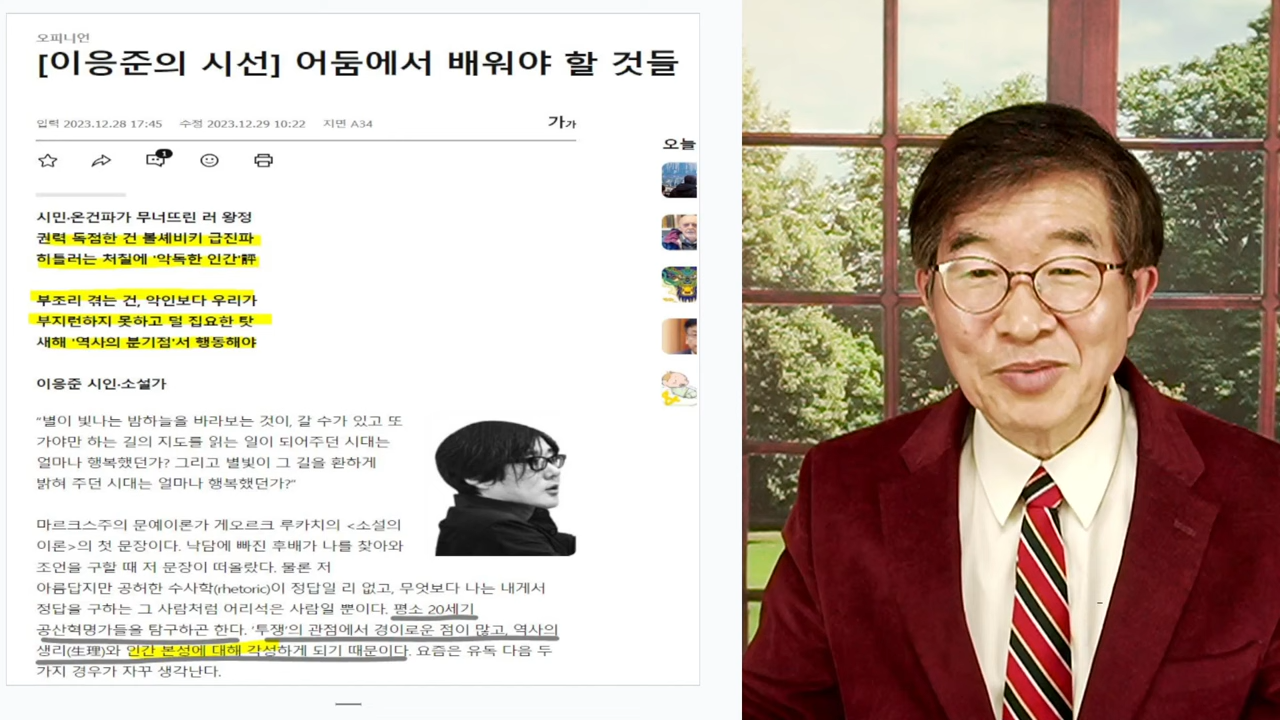 오피니언
[이응준의 시선] 어둠에서 배워야 할 것들
입력 2023.12.28 17:45 수정 2023.12.29 10:22 지면 A34
가가
1
오늘
시민·온건파가 무너뜨린 러 왕정
권력 독점한 건 볼셰비키 급진파
히틀러는 처질에 '악독한 인간'評
부조리 겪는 건, 악인보다 우리가
부지런하지 못하고 덜 집요한 탓
새해 '역사의 분기점'서 행동해야
이응준 시인·소설가
“별이 빛나는 밤하늘을 바라보는 것이, 갈 수가 있고 또
가야만 하는 길의 지도를 읽는 일이 되어주던 시대는
얼마나 행복했던가? 그리고 별빛이 그 길을 환하게
밝혀 주던 시대는 얼마나 행복했던가?”
마르크스주의 문예이론가 게오르크 루카치의 <소설의
이론>의 첫 문장이다. 낙담에 빠진 후배가 나를 찾아와
조언을 구할 때 저 문장이 떠올랐다. 물론 저
아름답지만 공허한 수사학(rhetoric)이 정답일 리 없고, 무엇보다 나는 내게서
정답을 구하는 그 사람처럼 어리석은 사람일 뿐이다. 평소 20세기
공산혁명가들을 탐구하곤 한다. '투쟁'의 관점에서 경이로운 점이 많고, 역사의
생리(生理)와 인간 본성에 대해 각성하게 되기 때문이다. 요즘은 유독 다음 두
가지 경우가 자꾸 생각난다.